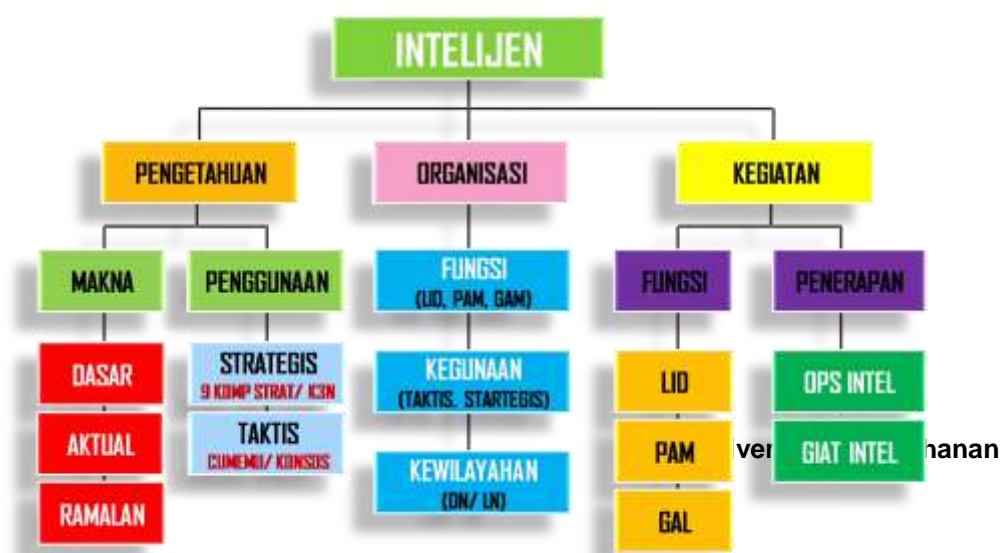 INTELIJEN
PENGETAHUAN
ORGANISASI
KEGIATAN
MAKNA
PENGGUNAAN
FUNGSI
(LID, PAM, GAM)
FUNGSI
PENERAPAN
DASAR
STRATEGIS
9 KOMP STRAT/ K3N
KEGUNAAN
(TAKTIS. STARTEGIS)
LID
OPS INTEL
AKTUAL
TAKTIS
CUMEMU/ KONSOS
PAM
GIAT INTEL
RAMALAN
KEWILAYAHAN
(DN/ LN)
GAL